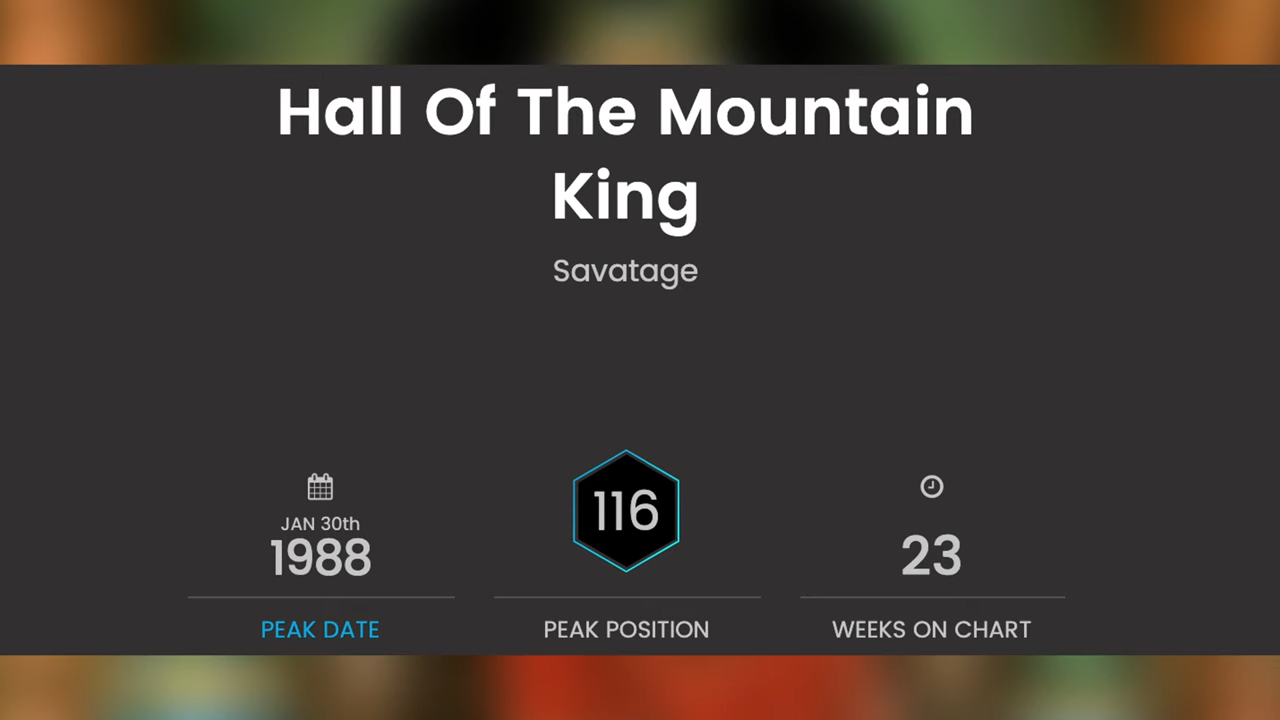 Hall Of The Mountain
King
Savatage
JAN 30th
1988
PEAK DATE
116
PEAK POSITION
23
WEEKS ON CHART